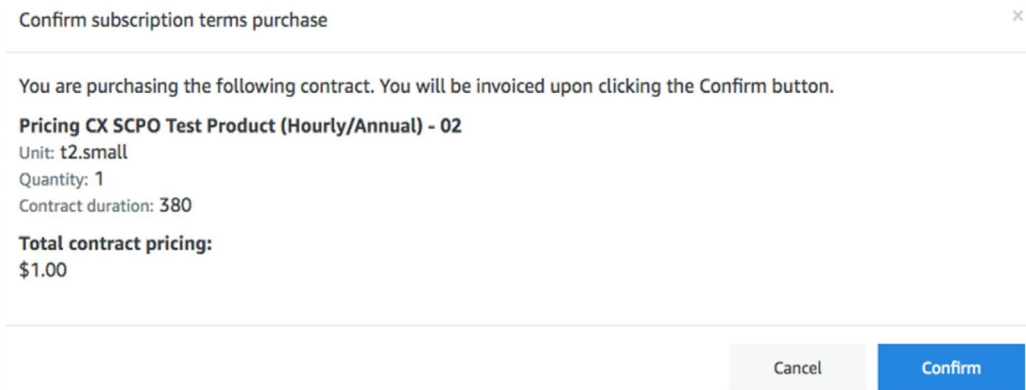 Confirm subscription terms purchase
×
You are purchasing the following contract. You will be invoiced upon clicking the Confirm button.
Pricing CX SCPO Test Product (Hourly/Annual) - 02
Unit: t2.small
Quantity: 1
Contract duration: 380
Total contract pricing:
$1.00
Cancel
Confirm